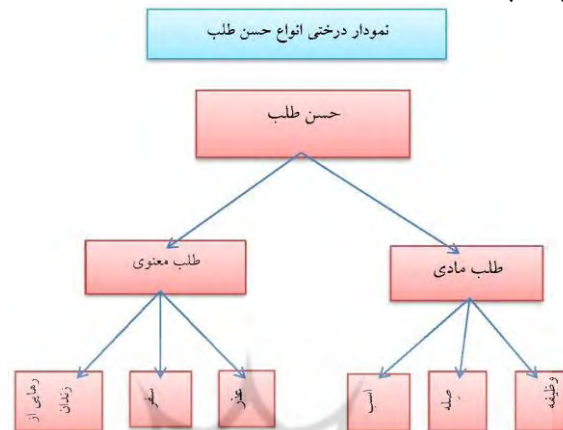 نمودار درختی انواع حسن طلب
حسن طلب
طلب مادی
طلب معنوی
وظیفه
صله
اسب
عذر
سفر
رهایی از
زندان